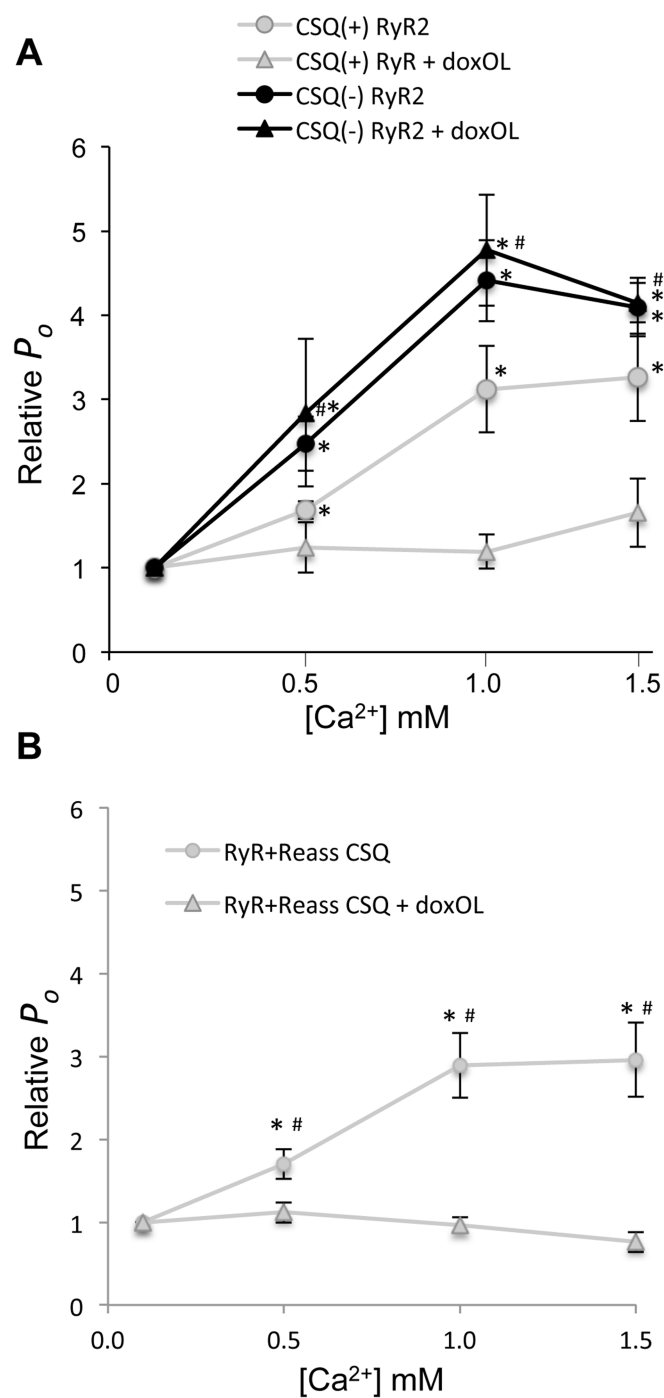 A
CSQ(+) RyR2
CSQ(+) RyR + doxOL
CSQ(-) RyR2
CSQ(-) RyR2 + doxOL
6
5
4
3
2
1
0
Relative Po
* #
*
#
*
*
*
*
#*
*
*
0
0.5
1.0
1.5
[Ca²⁺] mM
B
6
5
4
3
2
1
0
Relative Po
RyR+Reass CSQ
RyR+Reass CSQ + doxOL
* #
* #
* #
0.0
0.5
1.0
1.5
[Ca²⁺] mM